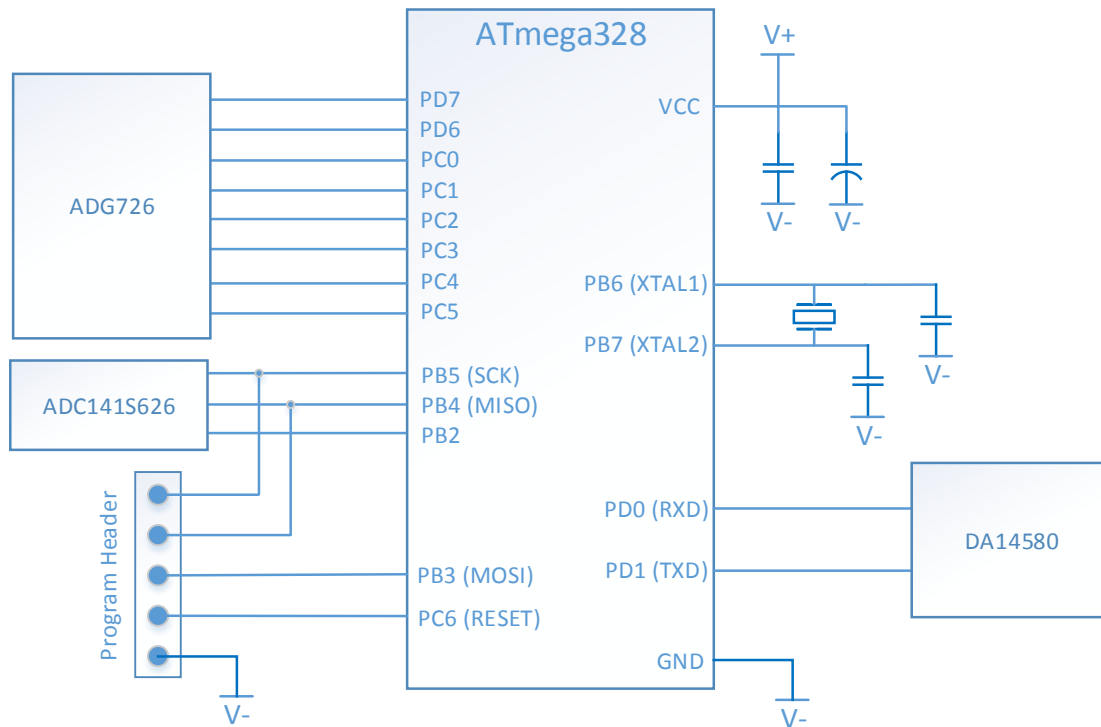 ATmega328
V+
PD7
VCC
PD6
PC0
PC1
ADG726
PC2
V-
V-
PC3
PC4
PB6 (XTAL1)
PC5
PB7 (XTAL2)
V-
PB5 (SCK)
ADC141S626
PB4 (MISO)
PB2
V-
Program Header
PD0 (RXD)
DA14580
PD1 (TXD)
PB3 (MOSI)
PC6 (RESET)
GND
V-
V-